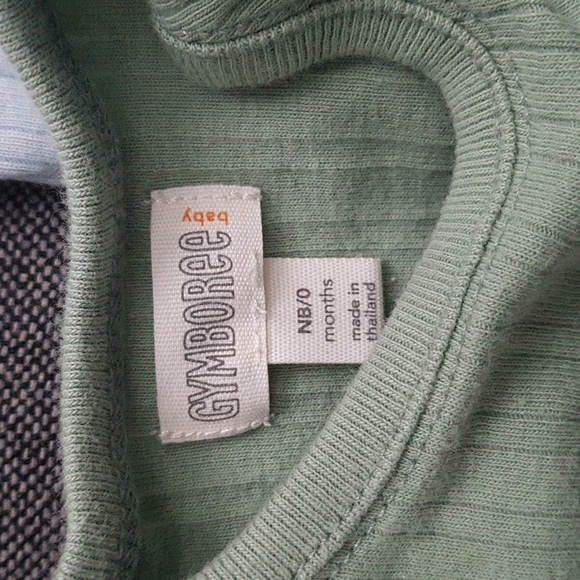 GYMBOREE
baby
NB/0
months
made in
thailand